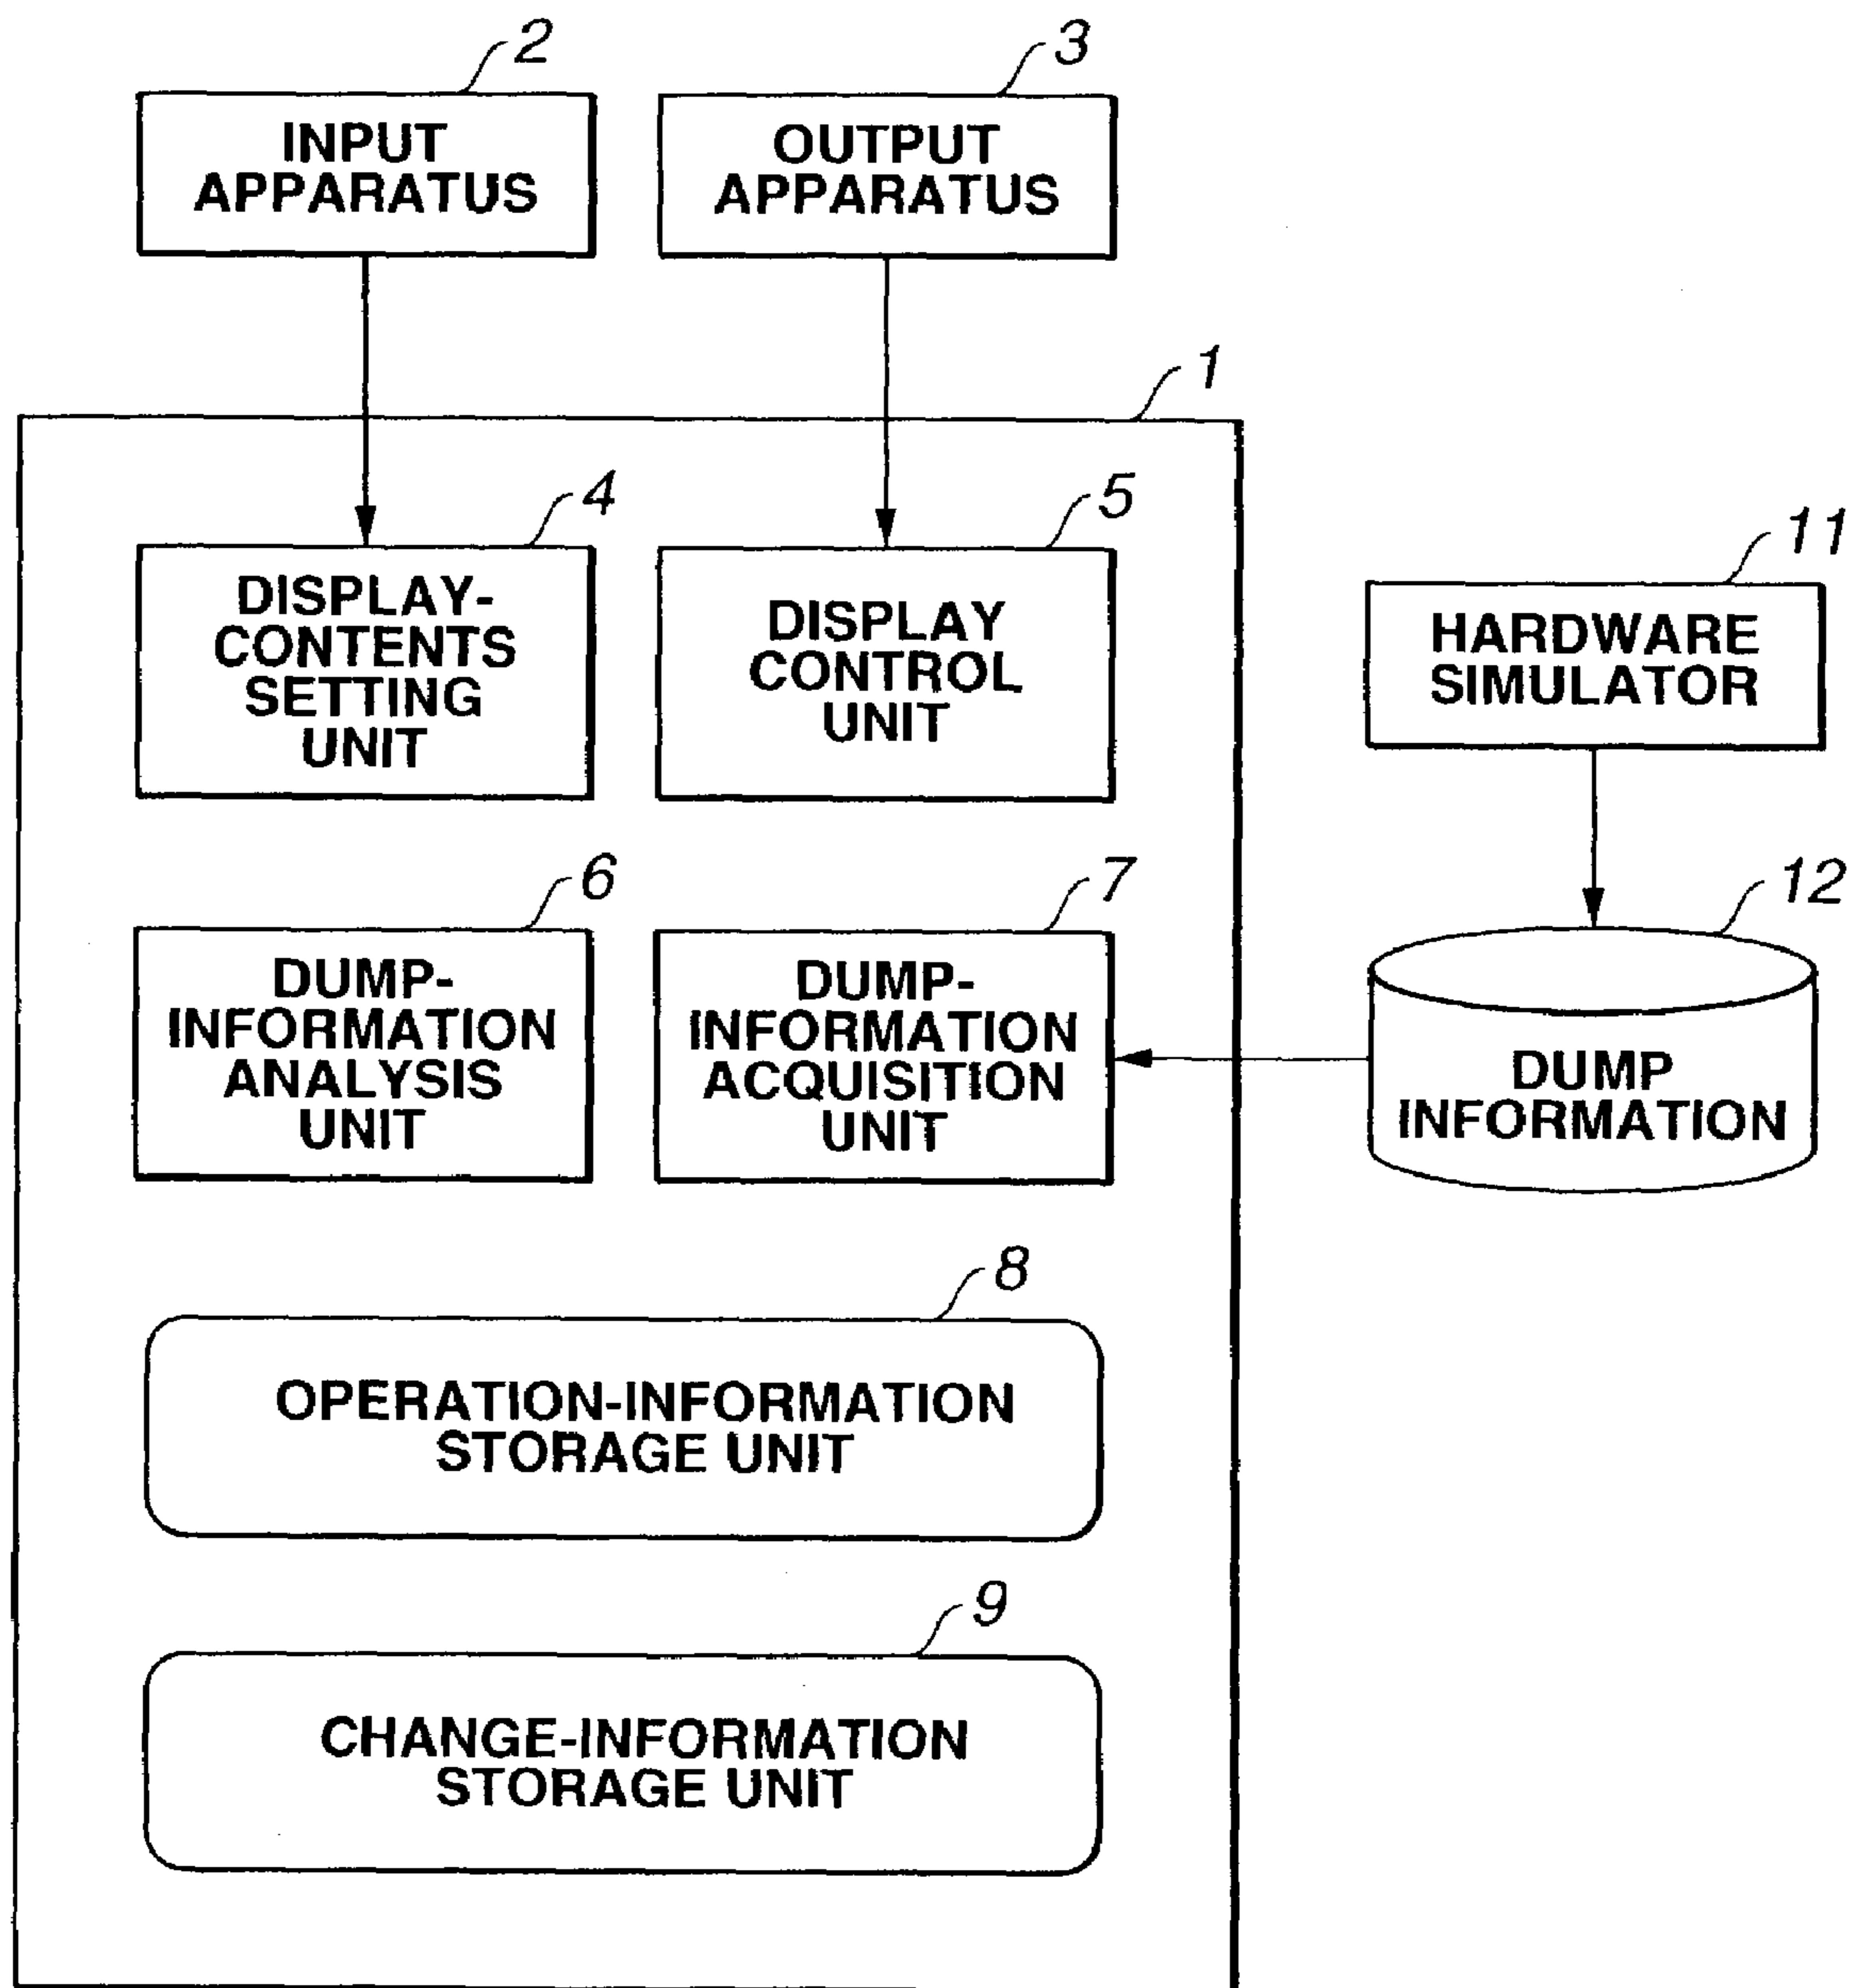 2
3
INPUT
APPARATUS
OUTPUT
APPARATUS
1
4
5
DISPLAY-
CONTENTS
SETTING
UNIT
DISPLAY
CONTROL
UNIT
11
HARDWARE
SIMULATOR
6
7
12
DUMP-
INFORMATION
ANALYSIS
UNIT
DUMP-
INFORMATION
ACQUISITION
UNIT
DUMP
INFORMATION
8
OPERATION-INFORMATION
STORAGE UNIT
9
CHANGE-INFORMATION
STORAGE UNIT